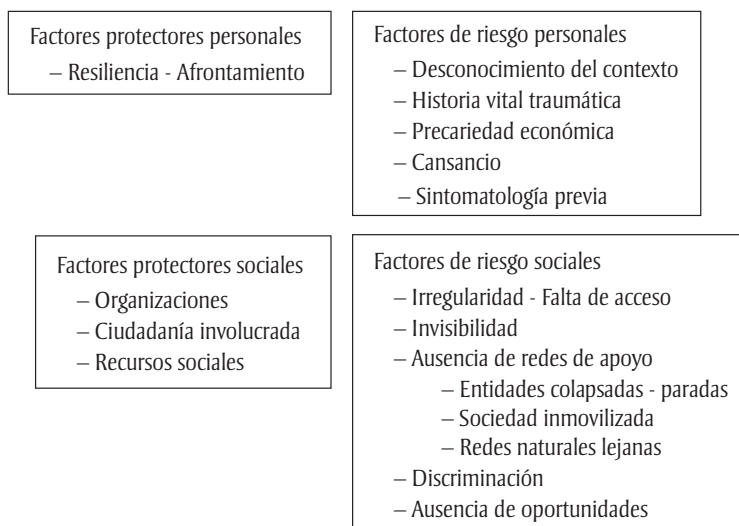 Factores protectores personales
– Resiliencia - Afrontamiento
Factores de riesgo personales
– Desconocimiento del contexto
– Historia vital traumática
– Precariedad económica
– Cansancio
– Sintomatología previa
Factores protectores sociales
– Organizaciones
– Ciudadanía involucrada
– Recursos sociales
Factores de riesgo sociales
– Irregularidad - Falta de acceso
– Invisibilidad
– Ausencia de redes de apoyo
– Entidades colapsadas - paradas
– Sociedad inmovilizada
– Redes naturales lejanas
– Discriminación
– Ausencia de oportunidades